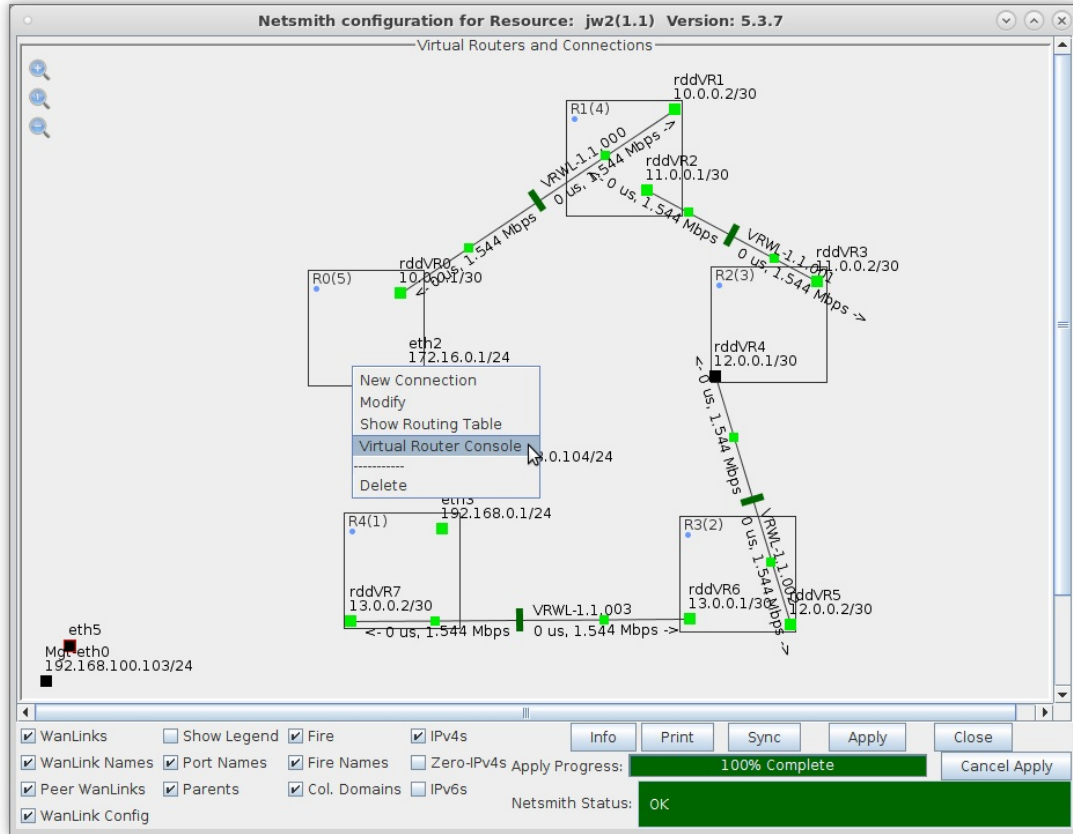 Netsmith configuration for Resource: jw2(1.1) Version: 5.3.7
Virtual Routers and Connections
rddVR1
10.0.0.2/30
R1(4)
VRWL-1.1.000
0 us, 1.544 Mbps ->
rddVR2
11.0.0.1/30
<- 0 us, 1.544 Mbps
VRWL-1.1.001
0 us, 1.544 Mbps ->
rddVR3
11.0.0.2/30
rddVR0
10.0.0.1/30
<- 0 us, 1.544 Mbps
R0(5)
R2(3)
eth2
172.16.0.1/24
rddVR4
12.0.0.1/30
<- 0 us, 1.544 Mbps
New Connection
Modify
Show Routing Table
Virtual Router Console
-----------
Delete
.0.104/24
eth3
192.168.0.1/24
R4(1)
R3(2)
0 us, 1.544 Mbps ->
rddVR7
13.0.0.2/30
VRWL-1.1.003
<- 0 us, 1.544 Mbps
0 us, 1.544 Mbps ->
rddVR6
13.0.0.1/30
rddVR5
12.0.0.2/30
eth5
Mgt-eth0
192.168.100.103/24
WanLinks
Show Legend
Fire
IPv4s
Info
Print
Sync
Apply
Close
WanLink Names
Port Names
Fire Names
Zero-IPv4s
Apply Progress:
100% Complete
Cancel Apply
Peer WanLinks
Parents
Col. Domains
IPv6s
Netsmith Status:
OK
WanLink Config